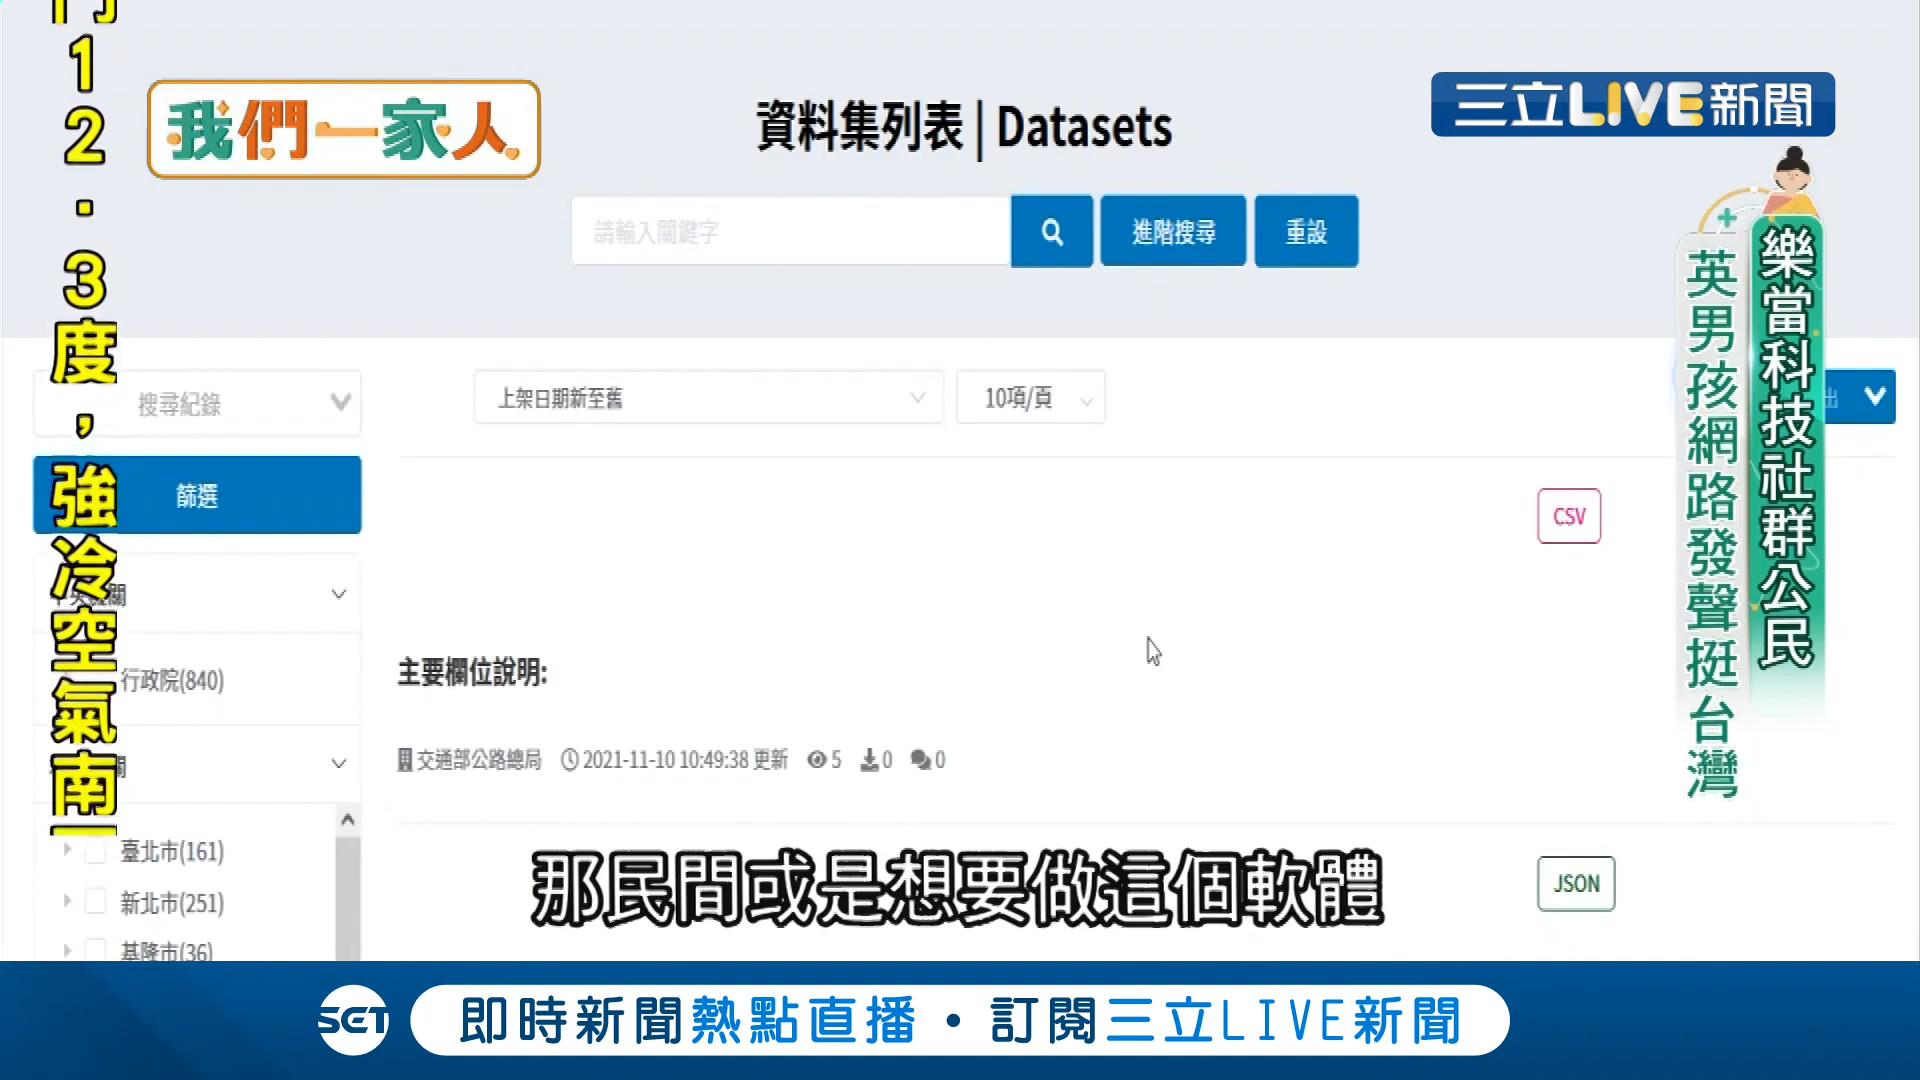 12.3度，強冷空氣南
我們一家人
資料集列表 | Datasets
三立LIVE新聞
請輸入關鍵字
進階搜尋
重設
樂當科技社群公民
英男孩網路發聲挺台灣
搜尋紀錄
上架日期新至舊
10項/頁
出
篩選
CSV
主要欄位說明:
行政院(840)
交通部公路總局 2021-11-10 10:49:38 更新 5 0 0
臺北市(161)
新北市(251)
基隆市(36)
JSON
那民間或是想要做這個軟體
SET 即時新聞熱點直播・訂閱三立LIVE新聞